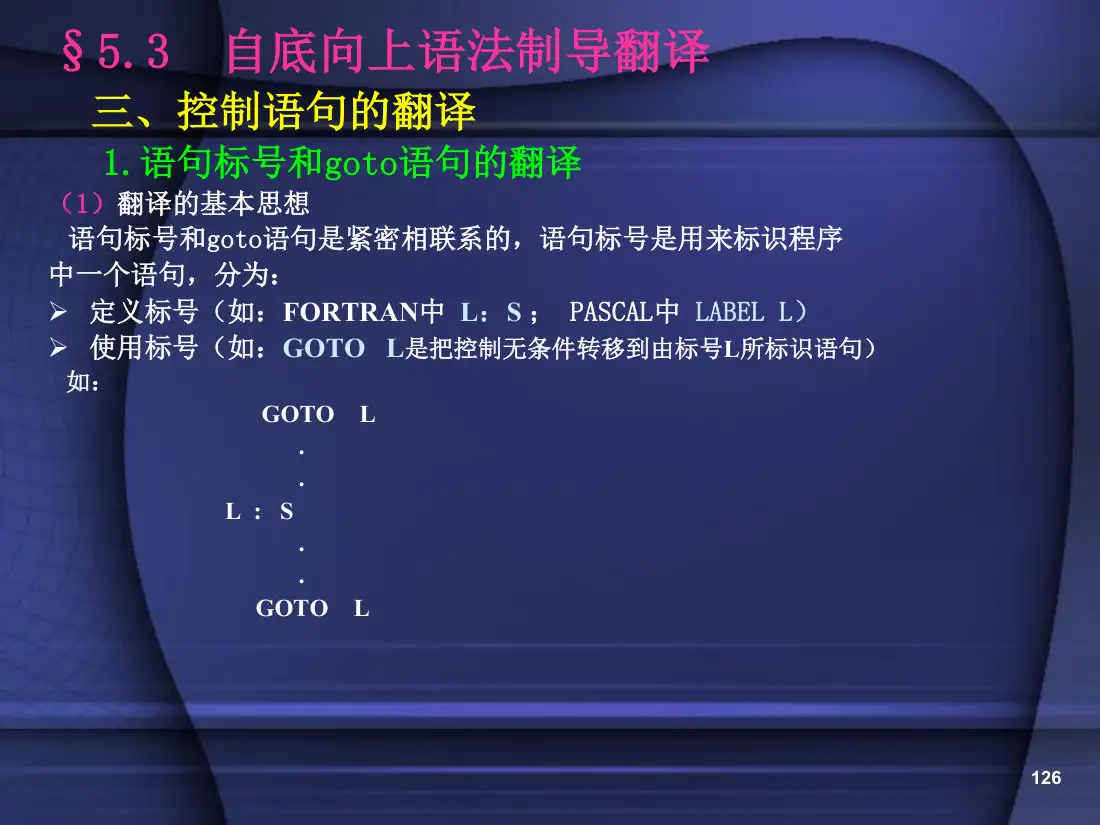 §5.3 自底向上语法制导翻译
三、控制语句的翻译
1.语句标号和goto语句的翻译
（1）翻译的基本思想
语句标号和goto语句是紧密相联系的，语句标号是用来标识程序
中一个语句，分为：
➢ 定义标号（如：FORTRAN中 L：S ； PASCAL中 LABEL L）
➢ 使用标号（如：GOTO L是把控制无条件转移到由标号L所标识语句）
如：
GOTO L
.
.
L : S
.
.
GOTO L
126